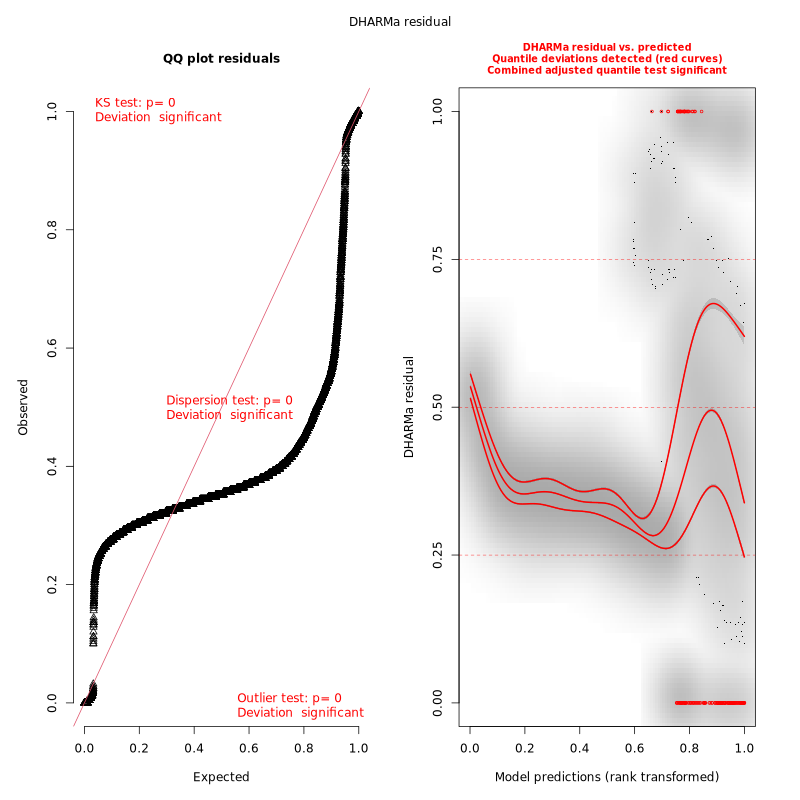 DHARMa residual
QQ plot residuals
KS test: p= 0
Deviation  significant
Dispersion test: p= 0
Deviation  significant
Outlier test: p= 0
Deviation  significant
Observed
0.0
0.2
0.4
0.6
0.8
1.0
0.0
0.2
0.4
0.6
0.8
1.0
Expected
DHARMa residual vs. predicted
Quantile deviations detected (red curves)
Combined adjusted quantile test significant
DHARMa residual
0.00
0.25
0.50
0.75
1.00
0.0
0.2
0.4
0.6
0.8
1.0
Model predictions (rank transformed)